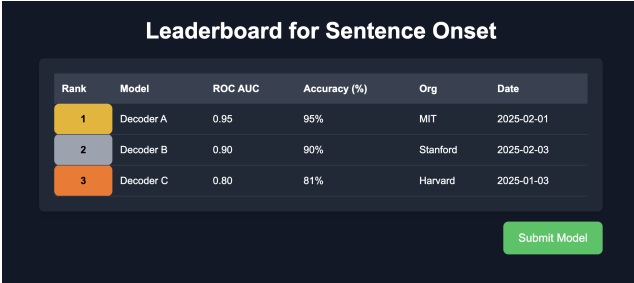 Leaderboard for Sentence Onset
Rank Model ROC AUC Accuracy (%) Org Date
1 Decoder A 0.95 95% MIT 2025-02-01
2 Decoder B 0.90 90% Stanford 2025-02-03
3 Decoder C 0.80 81% Harvard 2025-01-03
Submit Model